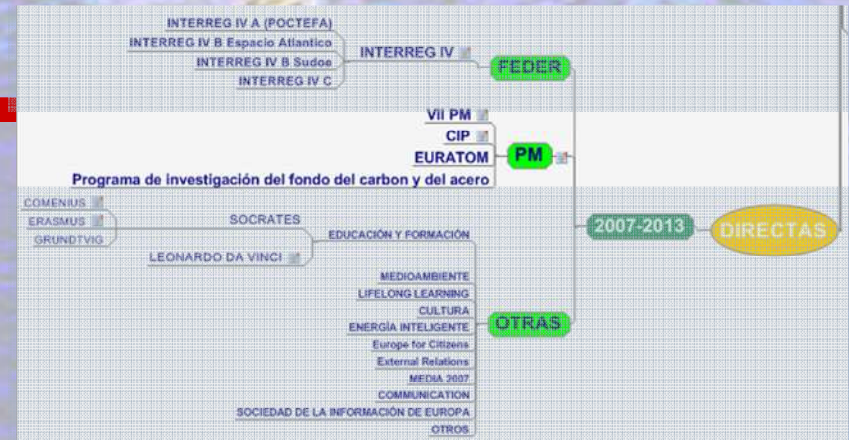 INTERREG IV A (POCTEFA)
INTERREG IV B Espacio Atlantico
INTERREG IV B Sudoe
INTERREG IV C
INTERREG IV
FEDER
VII PM
CIP
EURATOM
Programa de investigación del fondo del carbon y del acero
PM
COMENIUS
ERASMUS
GRUNDTVIG
SOCRATES
LEONARDO DA VINCI
EDUCACIÓN Y FORMACIÓN
MEDIOAMBIENTE
LIFELONG LEARNING
CULTURA
ENERGÍA INTELIGENTE
Europe for Citizens
External Relations
MEDIA 2007
COMMUNICATION
SOCIEDAD DE LA INFORMACIÓN DE EUROPA
OTROS
OTRAS
2007-2013
DIRECTAS